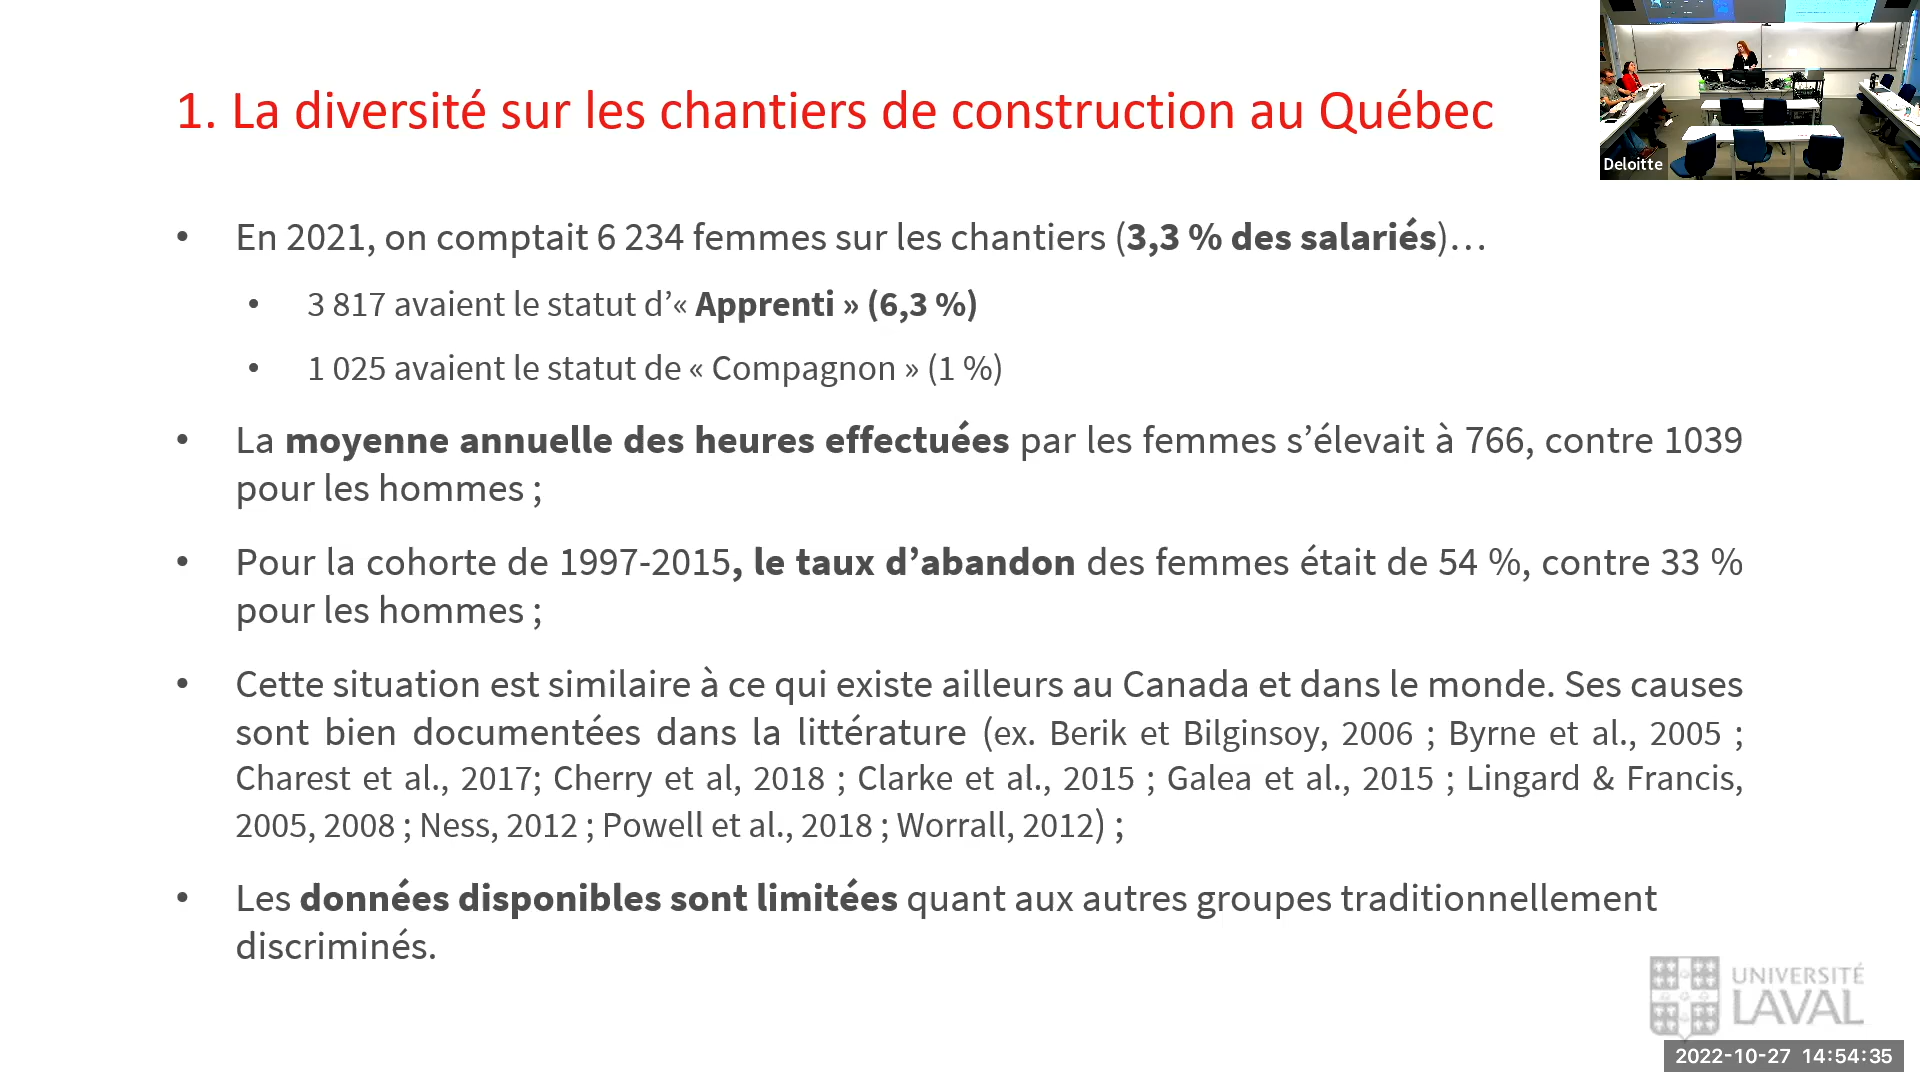 1. La diversité sur les chantiers de construction au Québec
Deloitte
• En 2021, on comptait 6 234 femmes sur les chantiers (3,3 % des salariés)…
• 3 817 avaient le statut d’« Apprenti » (6,3 %)
• 1 025 avaient le statut de « Compagnon » (1 %)
• La moyenne annuelle des heures effectuées par les femmes s’élevait à 766, contre 1039
pour les hommes ;
• Pour la cohorte de 1997-2015, le taux d’abandon des femmes était de 54 %, contre 33 %
pour les hommes ;
• Cette situation est similaire à ce qui existe ailleurs au Canada et dans le monde. Ses causes
sont bien documentées dans la littérature (ex. Berik et Bilginsoy, 2006 ; Byrne et al., 2005 ;
Charest et al., 2017; Cherry et al, 2018 ; Clarke et al., 2015 ; Galea et al., 2015 ; Lingard & Francis,
2005, 2008 ; Ness, 2012 ; Powell et al., 2018 ; Worrall, 2012) ;
• Les données disponibles sont limitées quant aux autres groupes traditionnellement
discriminés.
UNIVERSITÉ
LAVAL
2022-10-27 14:54:35